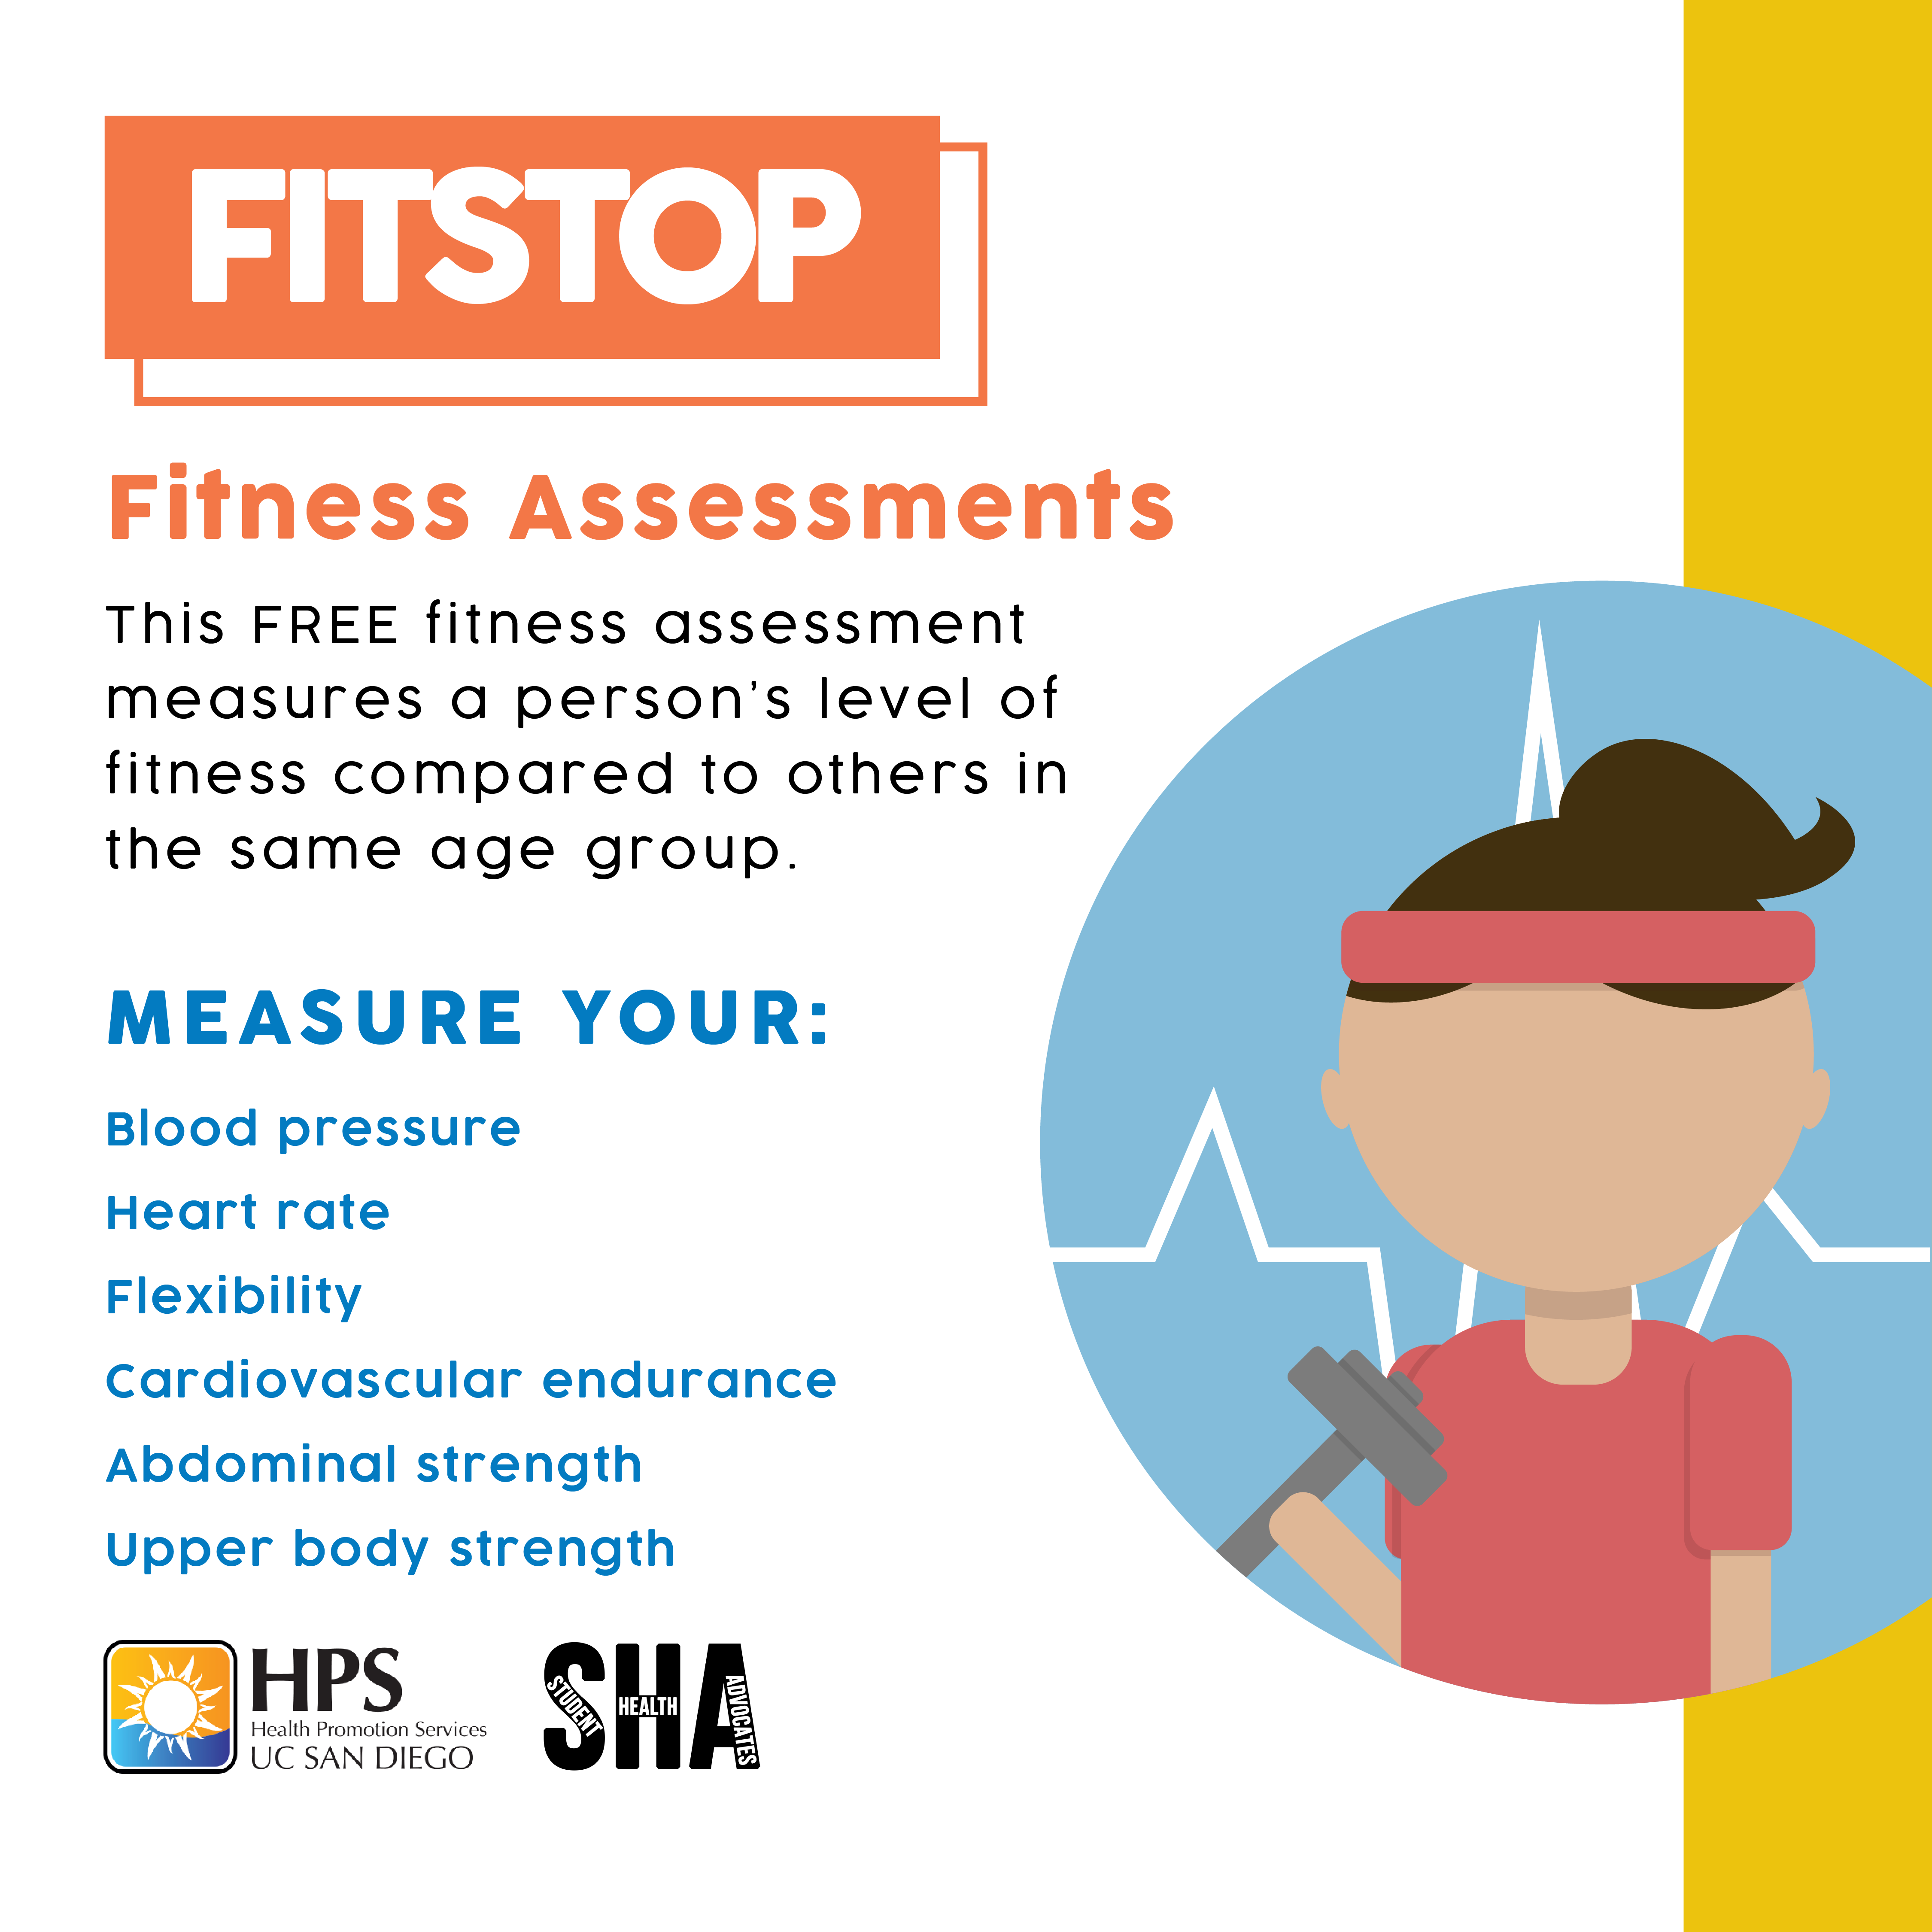 FITSTOP
Fitness Assessments
This FREE fitness assessment
measures a person's level of
fitness compared to others in
the same age group.
MEASURE YOUR:
Blood pressure
Heart rate
Flexibility
Cardiovascular endurance
Abdominal strength
Upper body strength
HPS
Health Promotion Services
UC SAN DIEGO
SHA
STUDENT
HEALTH
ADVOCATES